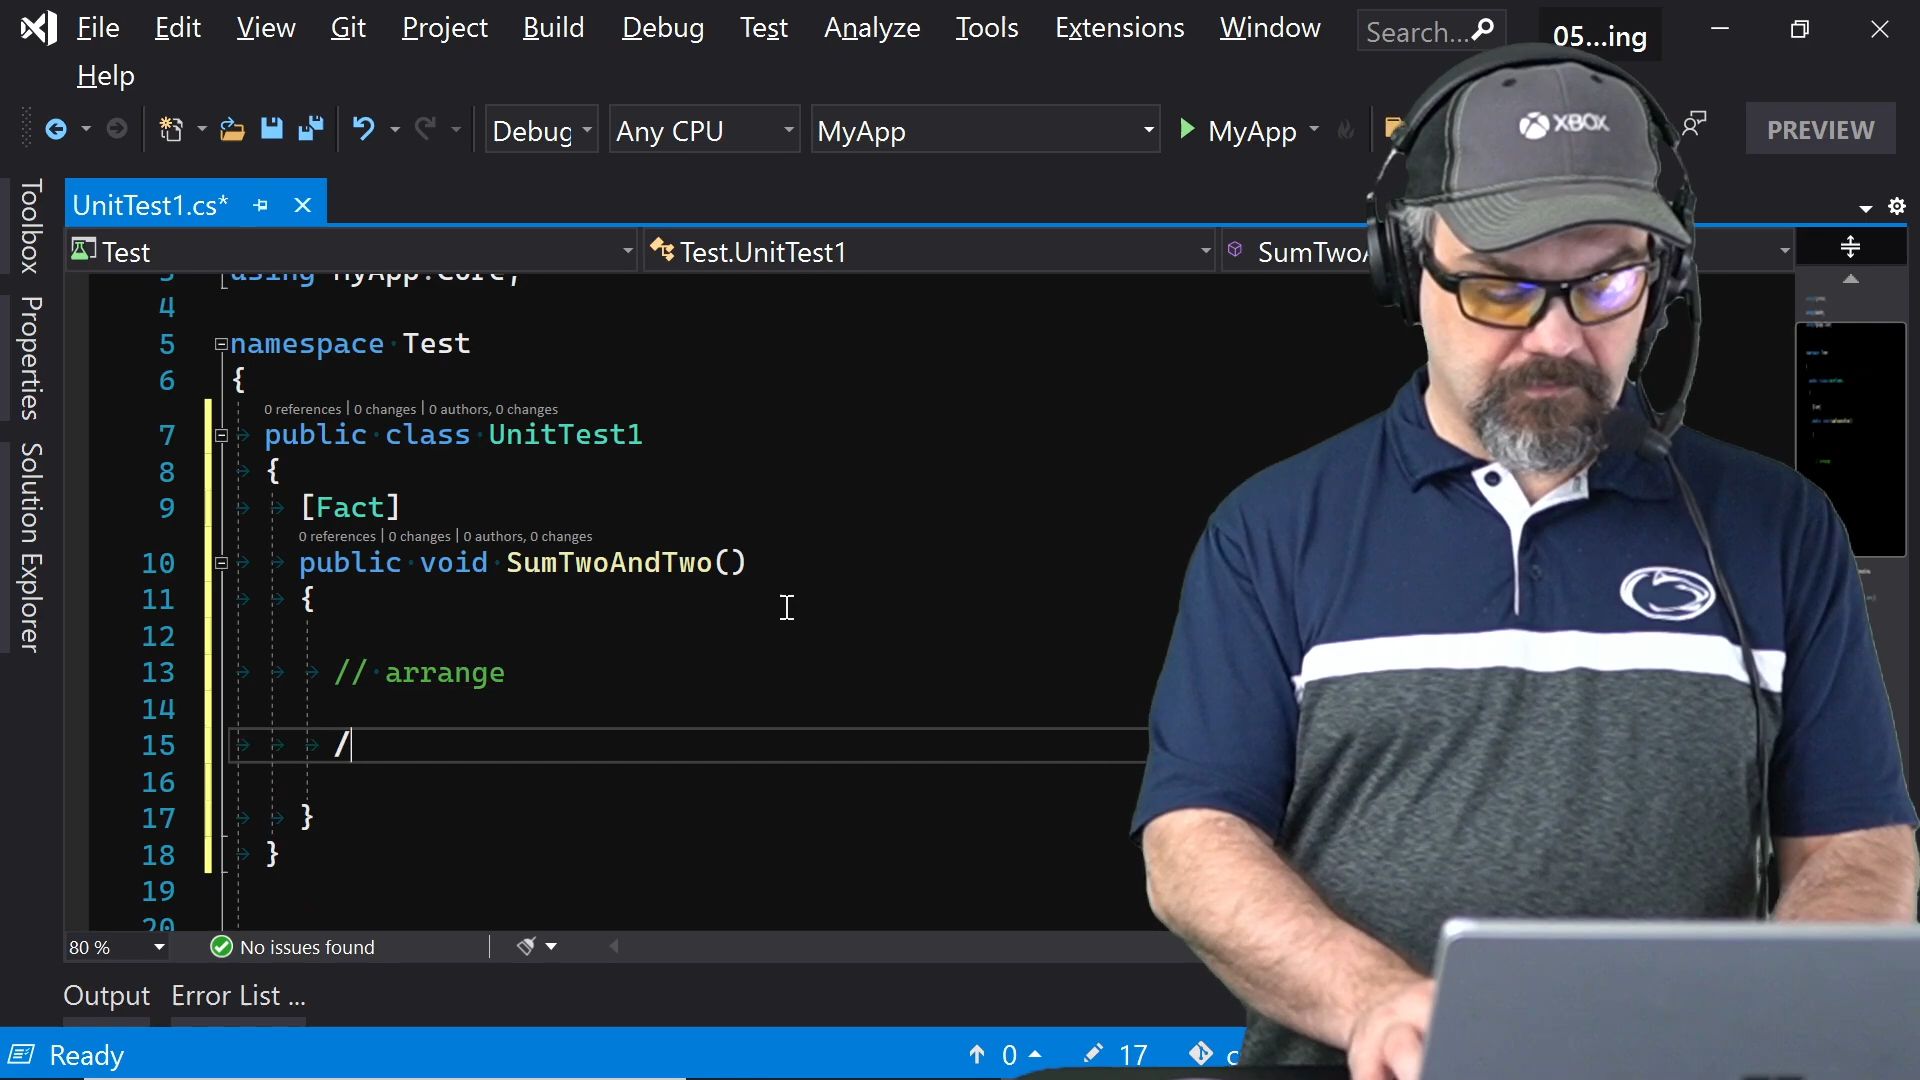 File Edit View Git Project Build Debug Test Analyze Tools Extensions Window Search... 05...ing
Help
Debug Any CPU MyApp MyApp PREVIEW
XBOX
Toolbox
Properties
Solution Explorer
UnitTest1.cs*
Test Test.UnitTest1 SumTwoA
3 using MyApp.Core;
4
5 namespace Test
6 {
0 references | 0 changes | 0 authors, 0 changes
7 public class UnitTest1
8 {
9 [Fact]
0 references | 0 changes | 0 authors, 0 changes
10 public void SumTwoAndTwo()
11 {
12
13 // arrange
14
15 /
16
17 }
18 }
19
20
80 % No issues found
Output Error List ...
Ready 0 17 c